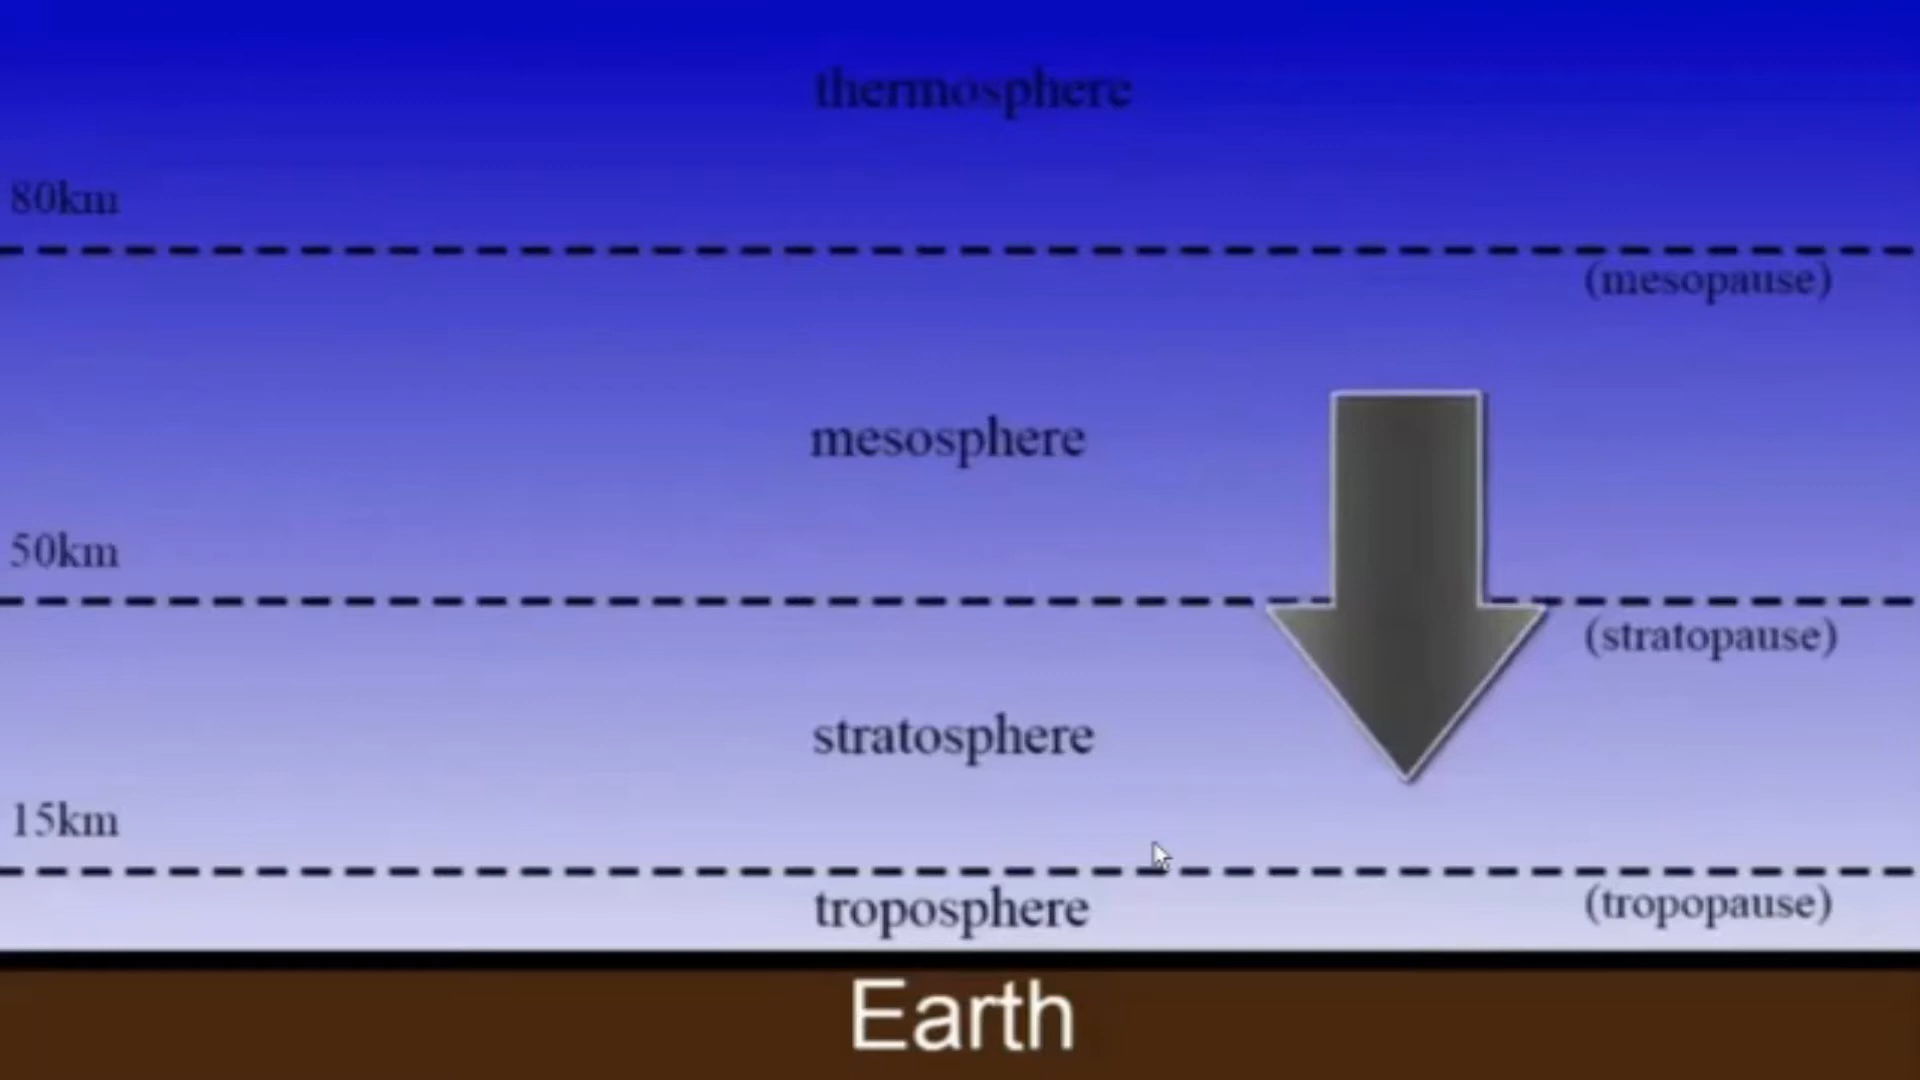 thermosphere
80km
(mesopause)
mesosphere
50km
(stratopause)
stratosphere
15km
troposphere
(tropopause)
Earth